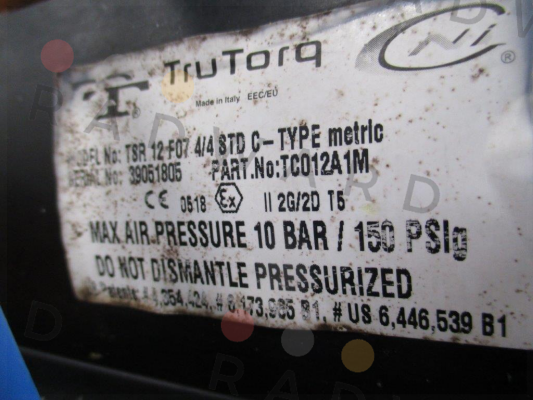 TruTorq ®
Made in Italy EEC/EU
MODEL No: TSR 12 F07 4/4 STD C-TYPE metric
SERIAL No: 39051805 PART.No:TC012A1M
CE 0518 Ex II 2G/2D T5
MAX AIR PRESSURE 10 BAR / 150 PSIg
DO NOT DISMANTLE PRESSURIZED
# US 6,446,539 B1